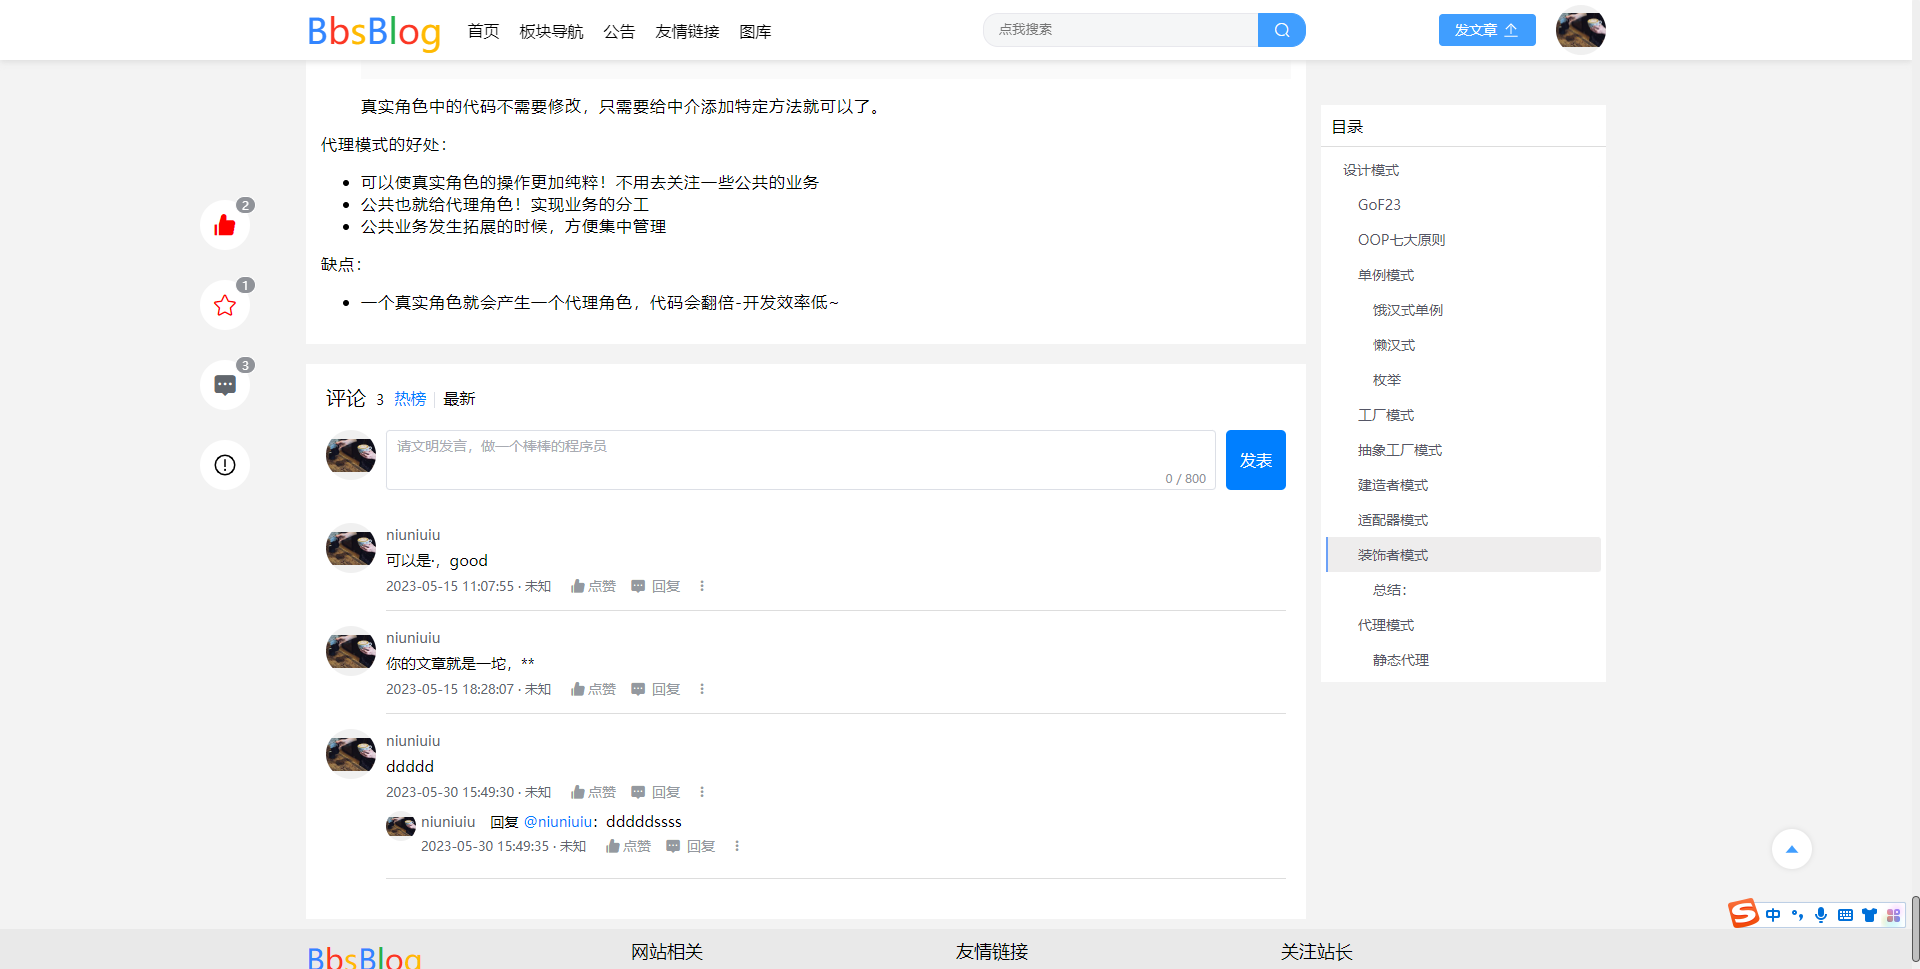 BbsBlog 首页 板块导航 公告 友情链接 图库 点我搜索 发文章
真实角色中的代码不需要修改，只需要给中介添加特定方法就可以了。
代理模式的好处：
可以使真实角色的操作更加纯粹！不用去关注一些公共的业务
公共也就给代理角色！实现业务的分工
公共业务发生拓展的时候，方便集中管理
缺点：
一个真实角色就会产生一个代理角色，代码会翻倍-开发效率低~
2
1
3
评论 3 热榜 最新
请文明发言，做一个棒棒的程序员
0 / 800
发表
niuniuiu
可以是·，good
2023-05-15 11:07:55 · 未知 点赞 回复
niuniuiu
你的文章就是一坨，**
2023-05-15 18:28:07 · 未知 点赞 回复
niuniuiu
ddddd
2023-05-30 15:49:30 · 未知 点赞 回复
niuniuiu 回复 @niuniuiu：dddddssss
2023-05-30 15:49:35 · 未知 点赞 回复
目录
设计模式
GoF23
OOP七大原则
单例模式
饿汉式单例
懒汉式
枚举
工厂模式
抽象工厂模式
建造者模式
适配器模式
装饰者模式
总结：
代理模式
静态代理
S 中
BbsBlog 网站相关 友情链接 关注站长